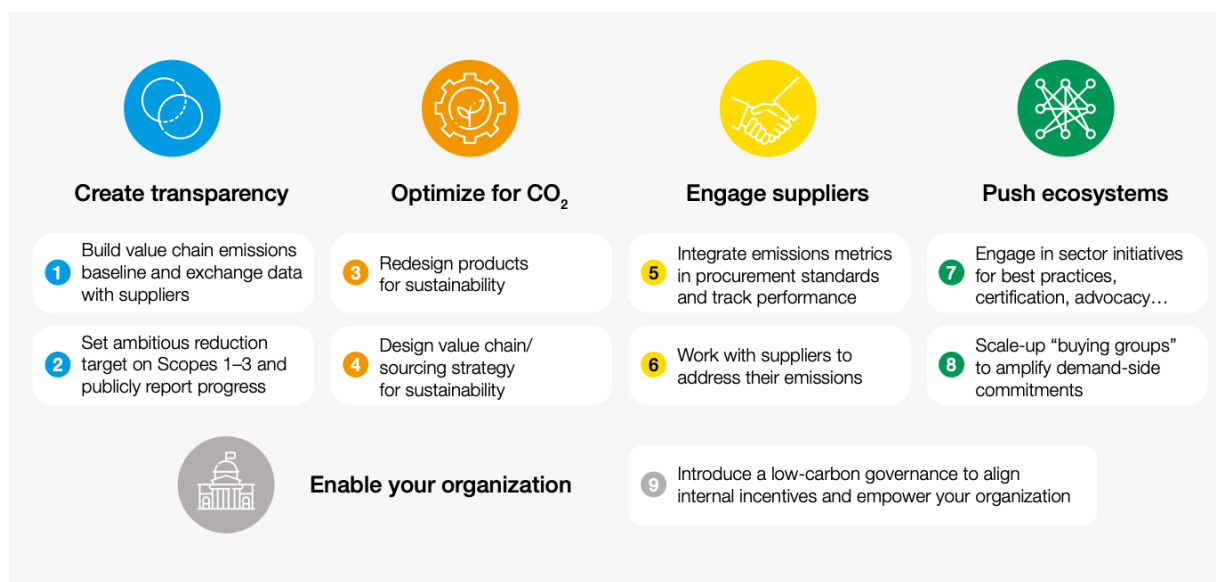 Create transparency
Optimize for CO₂
Engage suppliers
Push ecosystems
1
Build value chain emissions
baseline and exchange data
with suppliers
3
Redesign products
for sustainability
5
Integrate emissions metrics
in procurement standards
and track performance
7
Engage in sector initiatives
for best practices,
certification, advocacy…
2
Set ambitious reduction
target on Scopes 1–3 and
publicly report progress
4
Design value chain/
sourcing strategy
for sustainability
6
Work with suppliers to
address their emissions
8
Scale-up “buying groups”
to amplify demand-side
commitments
Enable your organization
9
Introduce a low-carbon governance to align
internal incentives and empower your organization